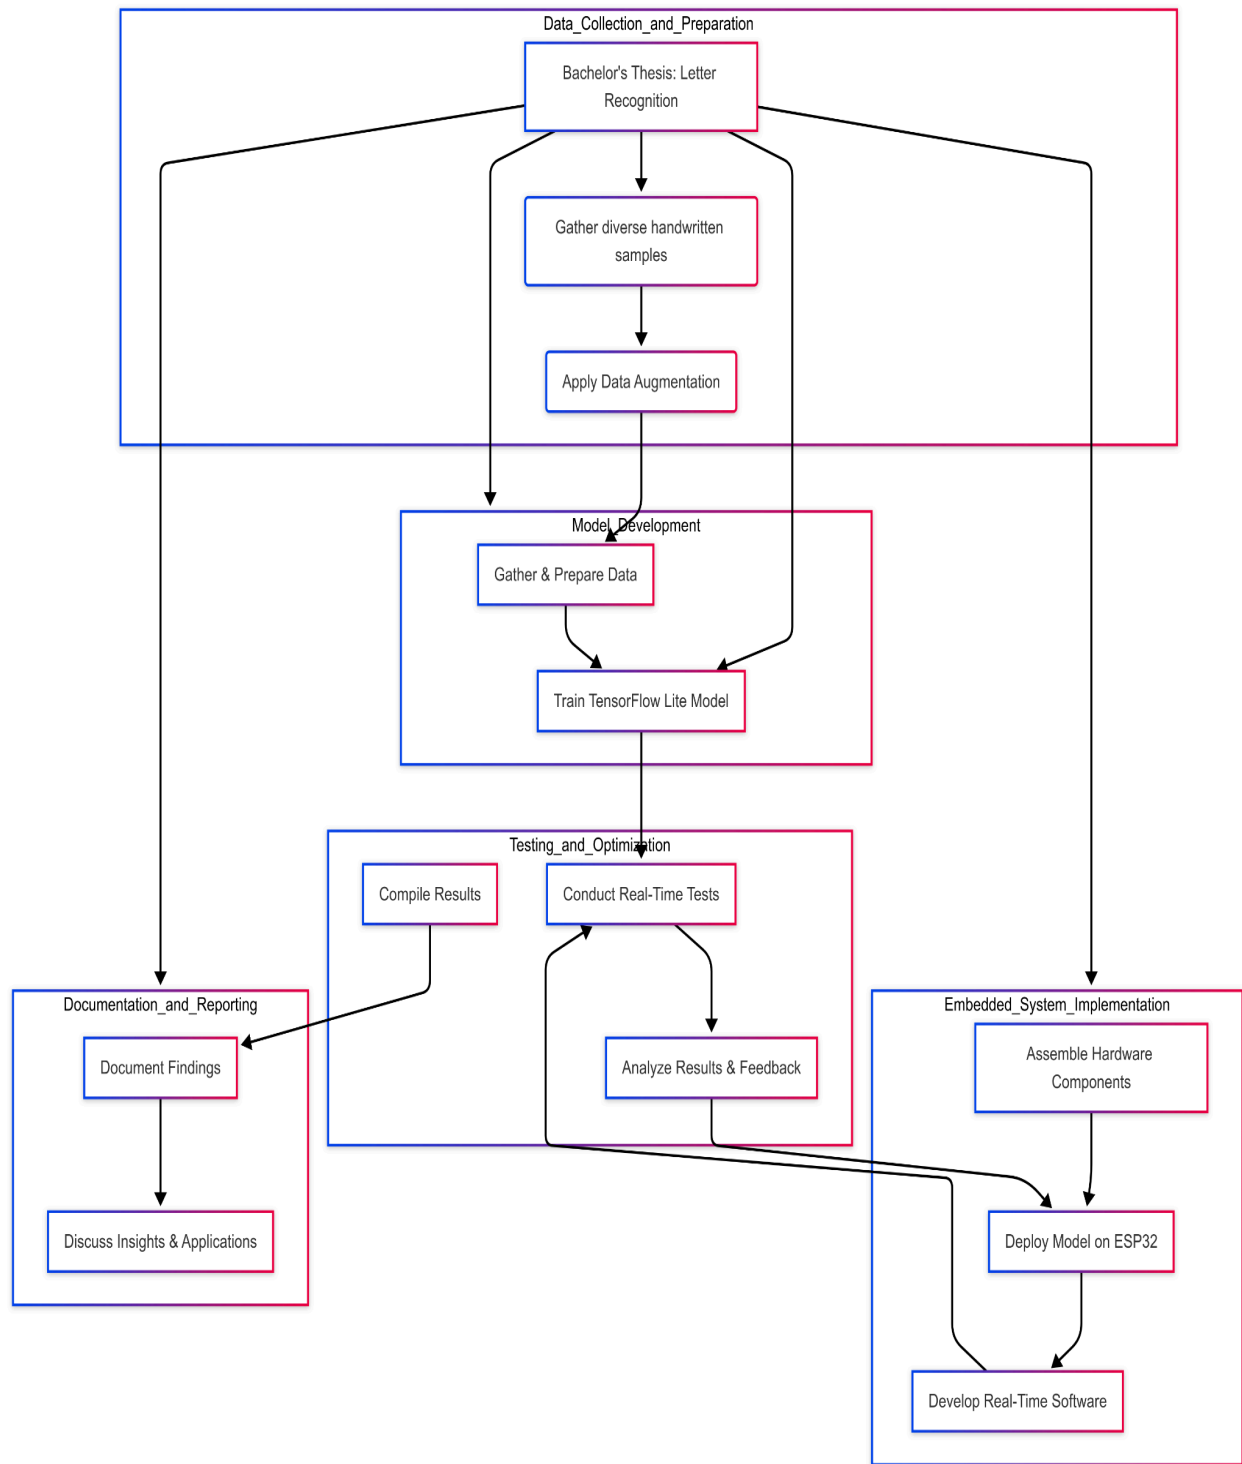 Data_Collection_and_Preparation
Bachelor's Thesis: Letter
Recognition
Gather diverse handwritten
samples
Apply Data Augmentation
Model_Development
Gather & Prepare Data
Train TensorFlow Lite Model
Testing_and_Optimization
Compile Results
Conduct Real-Time Tests
Documentation_and_Reporting
Embedded_System_Implementation
Document Findings
Analyze Results & Feedback
Assemble Hardware
Components
Discuss Insights & Applications
Deploy Model on ESP32
Develop Real-Time Software